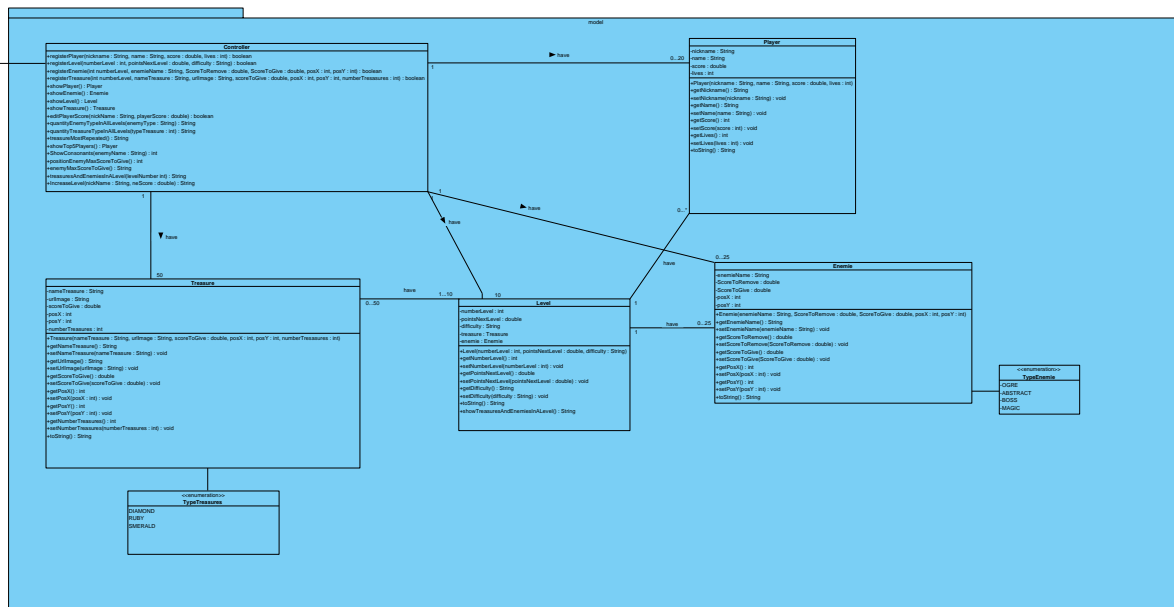 model
Controller
+registerPlayer(nickname : String, name : String, score : double, lives : int) : boolean
+registerLevel(numberLevel : int, pointsNextLevel : double, difficulty : String) : boolean
+registerEnemie(int numberLevel, enemieName : String, ScoreToRemove : double, ScoreToGive : double, posX : int, posY : int) : boolean
+registerTreasure(int numberLevel, nameTreasure : String, urlImage : String, scoreToGive : double, posX : int, posY : int, numberTreasures : int) : boolean
+showPlayer() : Player
+showEnemie() : Enemie
+showLevel() : Level
+showTreasure() : Treasure
+editPlayerScore(nickName : String, playerScore : double) : boolean
+quantityEnemyTypeInAllLevels(enemyType : String) : String
+quantityTreasureTypeInAllLevels(typeTreasure : int) : String
+treasureMostRepeated() : String
+showTop5Players() : Player
+ShowConsonants(enemyName : String) : int
+positionEnemyMaxScoreToGive() : int
+enemyMaxScoreToGive() : String
+treasuresAndEnemiesInALevel(levelNumber int) : String
+IncreaseLevel(nickName : String, neScore : double) : String
have
1
0...20
Player
-nickname : String
-name : String
-score : double
-lives : int
+Player(nickname : String, name : String, score : double, lives : int)
+getNickname() : String
+setNickname(nickname : String) : void
+getName() : String
+setName(name : String) : void
+getScore() : int
+setScore(score : int) : void
+getLives() : int
+setLives(lives : int) : void
+toString() : String
1
1
1
have
have
0...*
have
have
0...25
50
10
Treasure
-nameTreasure : String
-urlImage : String
-scoreToGive : double
-posX : int
-posY : int
-numberTreasures : int
+Treasure(nameTreasure : String, urlImage : String, scoreToGive : double, posX : int, posY : int, numberTreasures : int)
+getNameTreasure() : String
+setNameTreasure(nameTreasure : String) : void
+getUrlImage() : String
+setUrlImage(urlImage : String) : void
+getScoreToGive() : double
+setScoreToGive(scoreToGive : double) : void
+getPosX() : int
+setPosX(posX : int) : void
+getPosY() : int
+setPosY(posY : int) : void
+getNumberTreasures() : int
+setNumberTreasures(numberTreasures : int) : void
+toString() : String
have
0...50
1...10
Level
-numberLevel : int
-pointsNextLevel : double
-difficulty : String
-treasure : Treasure
-enemie : Enemie
+Level(numberLevel : int, pointsNextLevel : double, difficulty : String)
+getNumberLevel() : int
+setNumberLevel(numberLevel : int) : void
+getPointsNextLevel() : double
+setPointsNextLevel(pointsNextLevel : double) : void
+getDifficulty() : String
+setDifficulty(difficulty : String) : void
+toString() : String
+showTreasuresAndEnemiesInALevel() : String
1
have
1
0...25
Enemie
-enemieName : String
-ScoreToRemove : double
-ScoreToGive : double
-posX : int
-posY : int
+Enemie(enemieName : String, ScoreToRemove : double, ScoreToGive : double, posX : int, posY : int)
+getEnemieName() : String
+setEnemieName(enemieName : String) : void
+getScoreToRemove() : double
+setScoreToRemove(ScoreToRemove : double) : void
+getScoreToGive() : double
+setScoreToGive(ScoreToGive : double) : void
+getPosX() : int
+setPosX(posX : int) : void
+getPosY() : int
+setPosY(posY : int) : void
+toString() : String
<<enumeration>>
TypeEnemie
-OGRE
-ABSTRACT
-BOSS
-MAGIC
<<enumeration>>
TypeTreasures
DIAMOND
RUBY
SMERALD